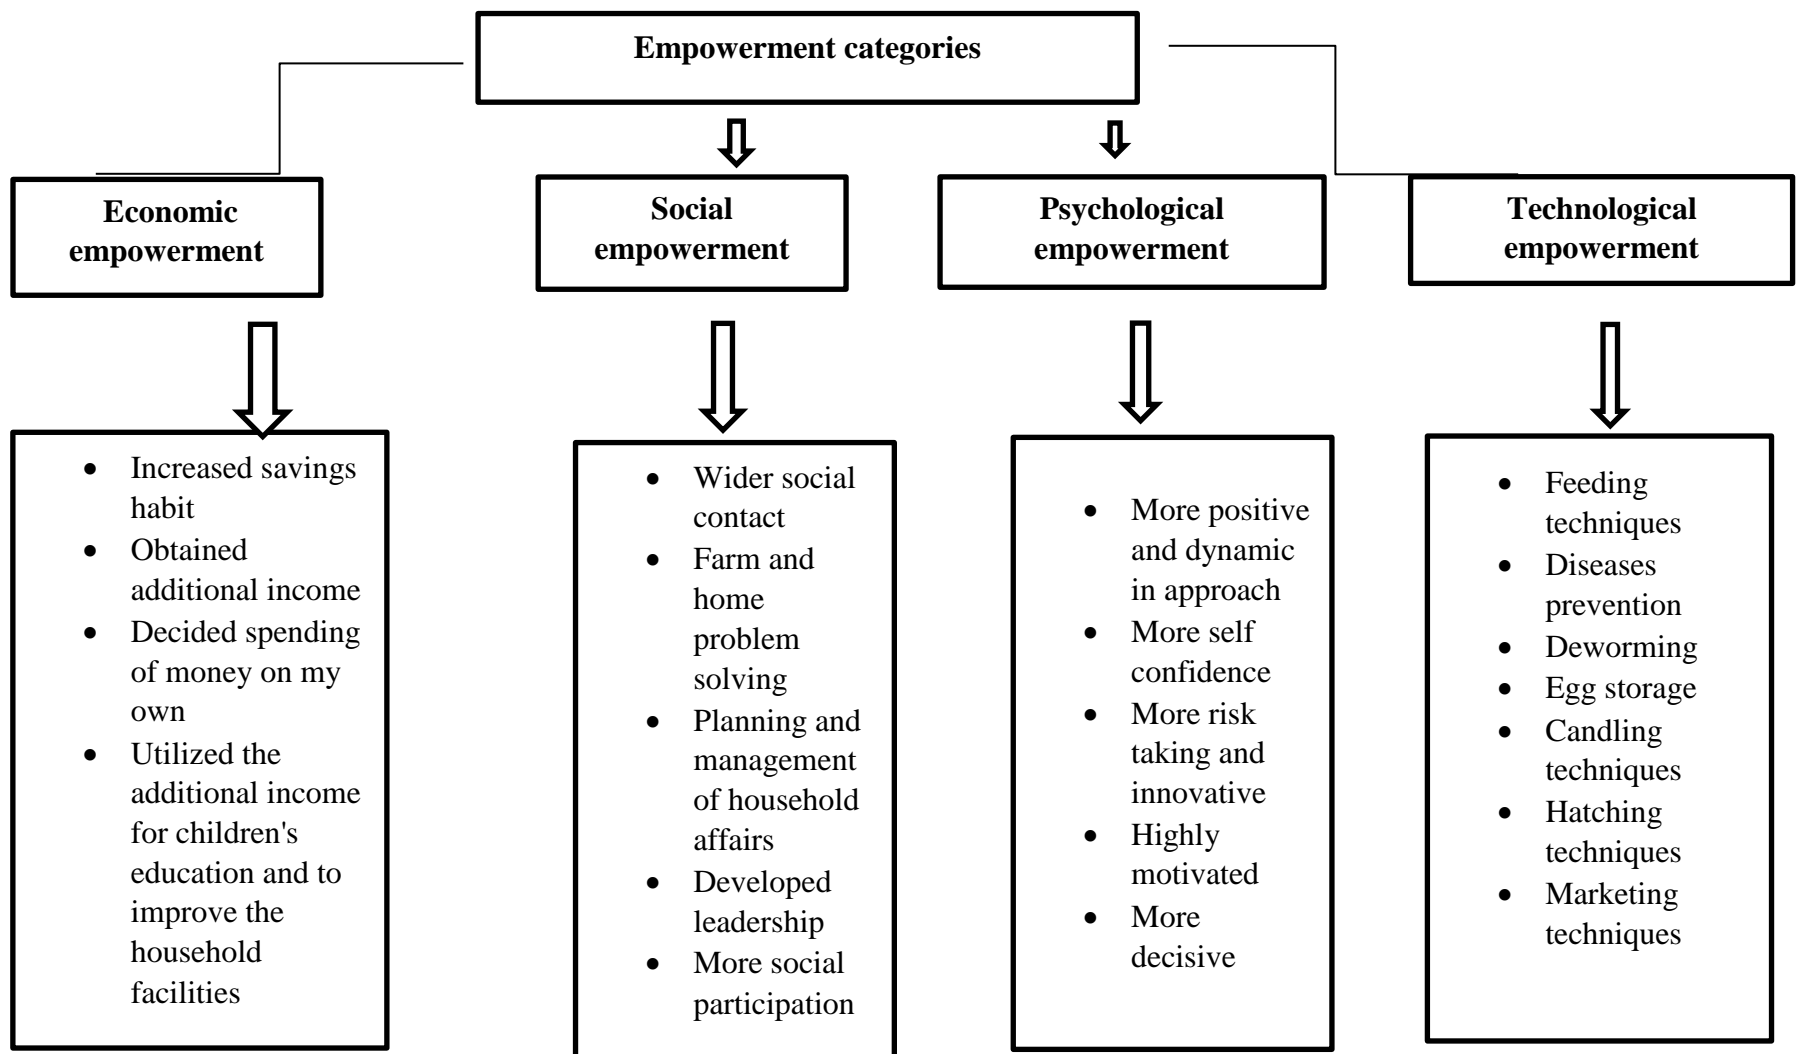 Empowerment categories
Economic
empowerment
Social
empowerment
Psychological
empowerment
Technological
empowerment
• Increased savings
habit
• Obtained
additional income
• Decided spending
of money on my
own
• Utilized the
additional income
for children's
education and to
improve the
household
facilities
• Wider social
contact
• Farm and
home
problem
solving
• Planning and
management
of household
affairs
• Developed
leadership
• More social
participation
• More positive
and dynamic
in approach
• More self
confidence
• More risk
taking and
innovative
• Highly
motivated
• More
decisive
• Feeding
techniques
• Diseases
prevention
• Deworming
• Egg storage
• Candling
techniques
• Hatching
techniques
• Marketing
techniques